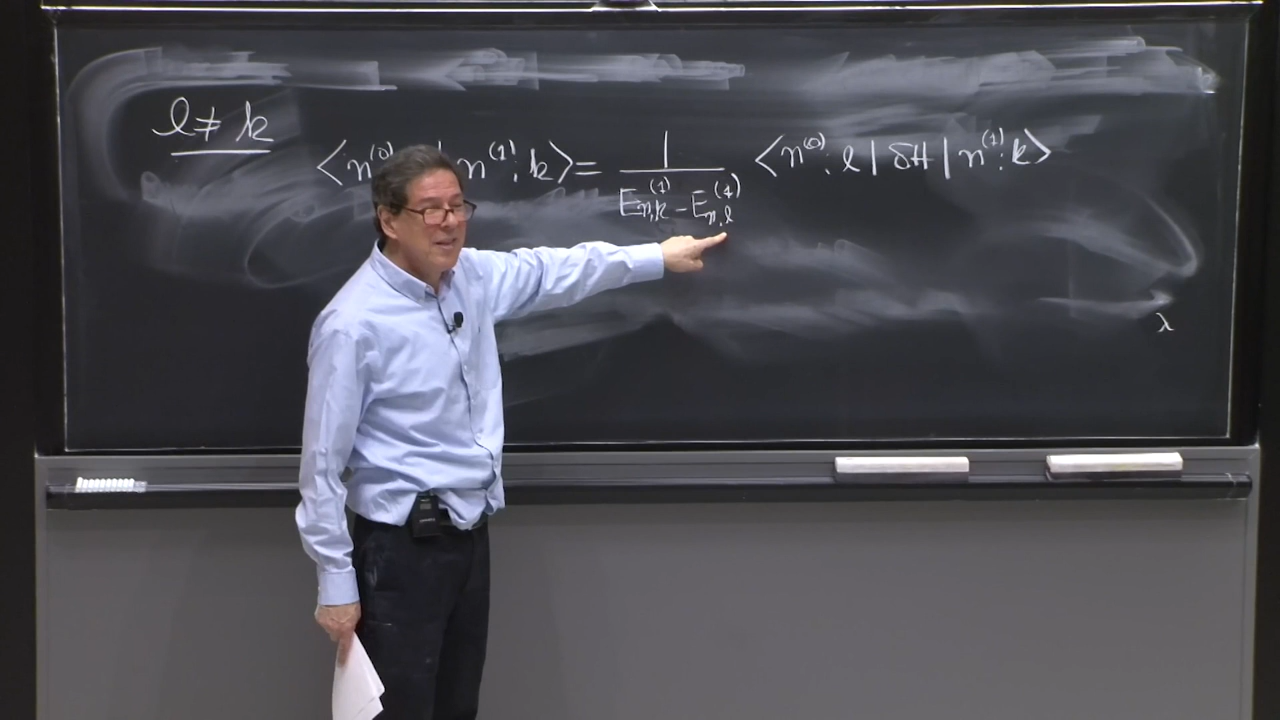 l ≠ k
⟨n⁽⁰⁾ | n⁽¹⁾; k⟩ = 1 / (E⁽¹⁾ₙ,ₖ − E⁽¹⁾ₙ,ₗ) ⟨n⁽⁰⁾; l | δH | n⁽¹⁾; k⟩
λ